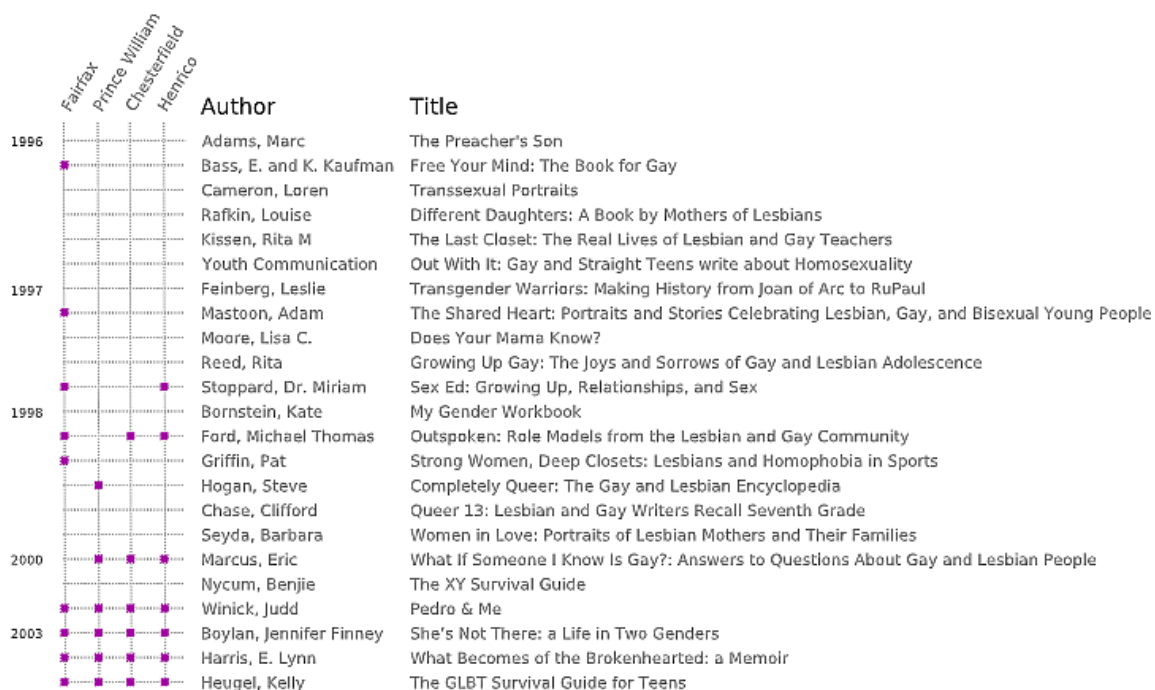 Fairfax
Prince William
Chesterfield
Henrico
Author Title
1996 Adams, Marc The Preacher's Son
Bass, E. and K. Kaufman Free Your Mind: The Book for Gay
Cameron, Loren Transsexual Portraits
Rafkin, Louise Different Daughters: A Book by Mothers of Lesbians
Kissen, Rita M The Last Closet: The Real Lives of Lesbian and Gay Teachers
Youth Communication Out With It: Gay and Straight Teens write about Homosexuality
1997 Feinberg, Leslie Transgender Warriors: Making History from Joan of Arc to RuPaul
Mastoon, Adam The Shared Heart: Portraits and Stories Celebrating Lesbian, Gay, and Bisexual Young People
Moore, Lisa C. Does Your Mama Know?
Reed, Rita Growing Up Gay: The Joys and Sorrows of Gay and Lesbian Adolescence
Stoppard, Dr. Miriam Sex Ed: Growing Up, Relationships, and Sex
1998 Bornstein, Kate My Gender Workbook
Ford, Michael Thomas Outspoken: Role Models from the Lesbian and Gay Community
Griffin, Pat Strong Women, Deep Closets: Lesbians and Homophobia in Sports
Hogan, Steve Completely Queer: The Gay and Lesbian Encyclopedia
Chase, Clifford Queer 13: Lesbian and Gay Writers Recall Seventh Grade
Seyda, Barbara Women in Love: Portraits of Lesbian Mothers and Their Families
2000 Marcus, Eric What If Someone I Know Is Gay?: Answers to Questions About Gay and Lesbian People
Nycum, Benjie The XY Survival Guide
Winick, Judd Pedro & Me
2003 Boylan, Jennifer Finney She's Not There: a Life in Two Genders
Harris, E. Lynn What Becomes of the Brokenhearted: a Memoir
Heugel, Kelly The GLBT Survival Guide for Teens